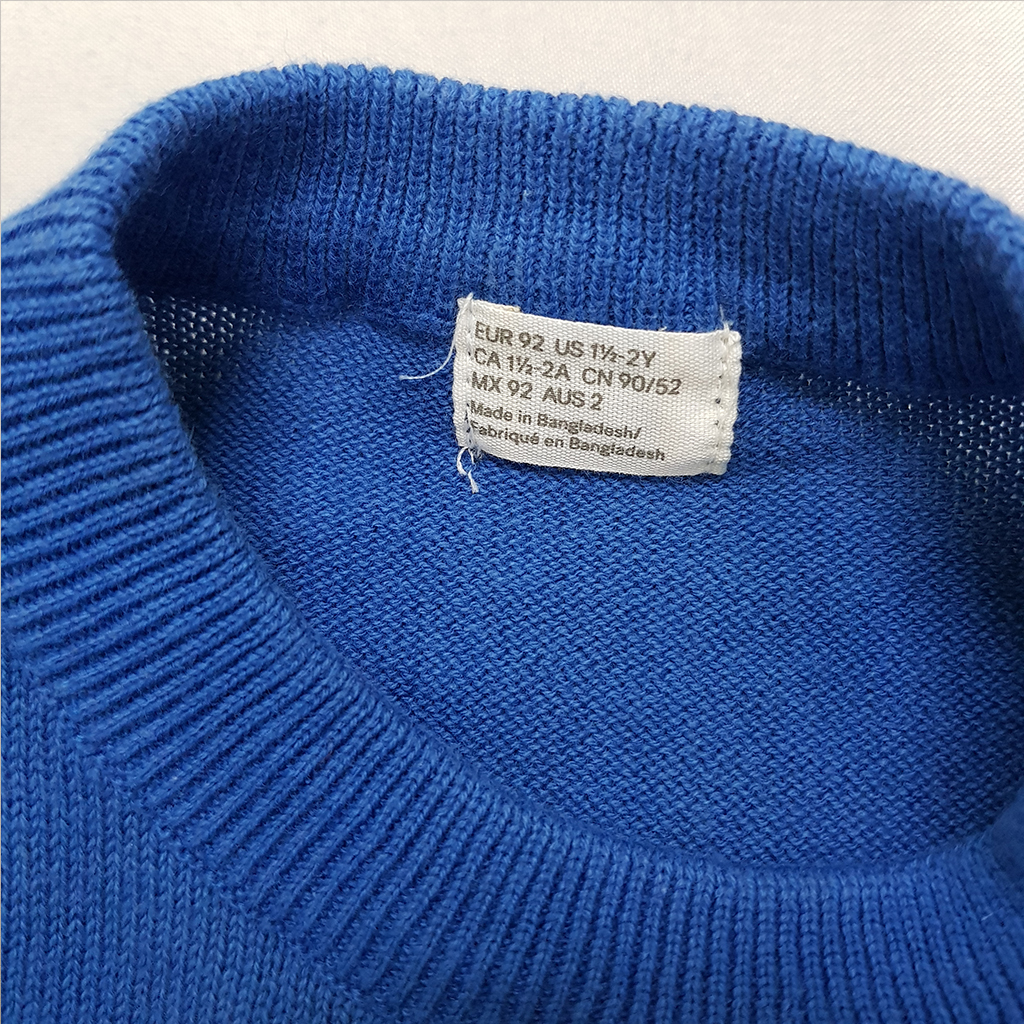 EUR 92 US 1½-2Y
CA 1½-2A CN 90/52
MX 92 AUS 2
Made in Bangladesh/
Fabriqué en Bangladesh